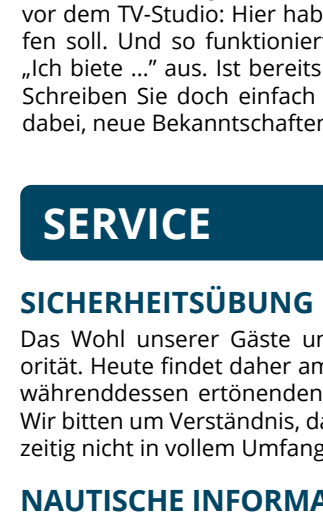 vor dem TV-Studio: Hier hab
fen soll. Und so funktionier
„Ich biete ...” aus. Ist bereits
Schreiben Sie doch einfach
dabei, neue Bekanntschaften
SERVICE
SICHERHEITSÜBUNG
Das Wohl unserer Gäste un
orität. Heute findet daher am
währenddessen ertönenden
Wir bitten um Verständnis, da
zeitig nicht in vollem Umfang
NAUTISCHE INFORMA